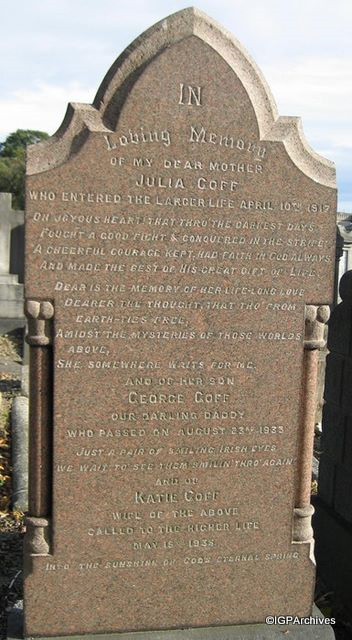 IN
Loving Memory
OF MY DEAR MOTHER
JULIA GOFF
WHO ENTERED THE LARGER LIFE APRIL 10TH 1917
OH JOYOUS HEART THAT THRO' THE DARKEST DAYS
FOUGHT A GOOD FIGHT & CONQUERED IN THE STRIFE
A CHEERFUL COURAGE KEPT, HAD FAITH IN GOD ALWAYS
AND MADE THE BEST OF HIS GREAT GIFT OF LIFE.
DEAR IS THE MEMORY OF HER LIFE-LONG LOVE
DEARER THE THOUGHT, THAT THO' FROM
EARTH-TIES FREE,
AMIDST THE MYSTERIES OF THOSE WORLDS
ABOVE,
SHE SOMEWHERE WAITS FOR ME.
AND OF HER SON
GEORGE GOFF
OUR DARLING DADDY
WHO PASSED ON AUGUST 23RD 1933
JUST A PAIR OF SMILING IRISH EYES
WE WAIT TO SEE THEM SMILIN' THRO' AGAIN
AND OF
KATIE GOFF
WIFE OF THE ABOVE
CALLED TO THE HIGHER LIFE
MAY 15TH 1938
INTO THE SUNSHINE OF GOD'S ETERNAL SPRING
©IGPArchives